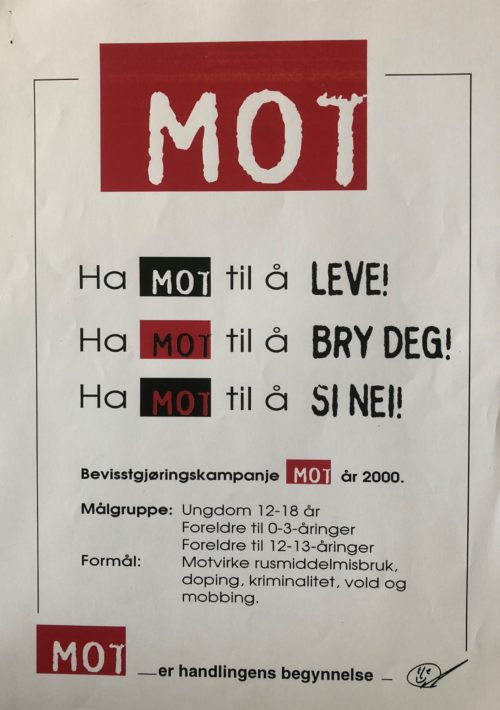 MOT
Ha MOT til å LEVE!
Ha MOT til å BRY DEG!
Ha MOT til å SI NEI!
Bevisstgjøringskampanje MOT år 2000.
Målgruppe: Ungdom 12-18 år
Foreldre til 0-3-åringer
Foreldre til 12-13-åringer
Formål: Motvirke rusmiddelmisbruk,
doping, kriminalitet, vold og
mobbing.
MOT __er handlingens begynnelse _